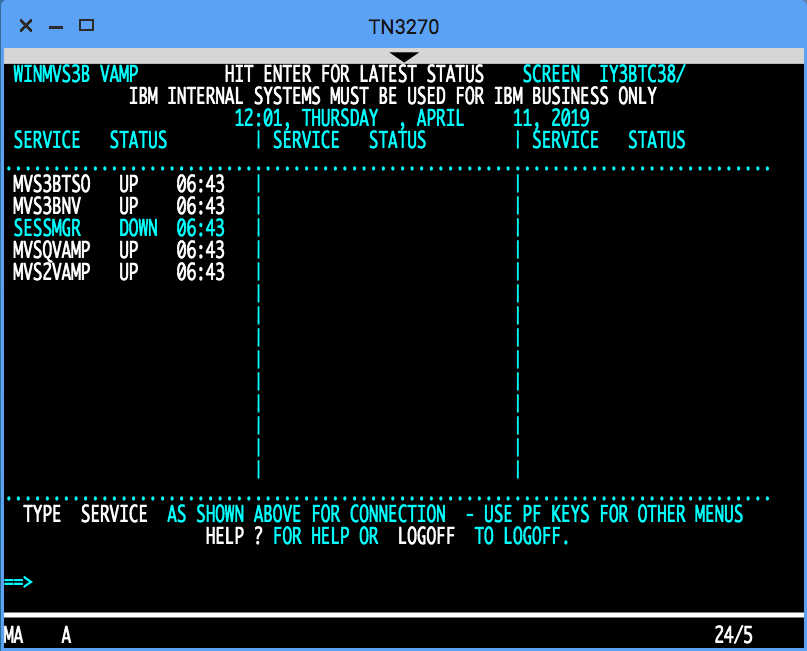 TN3270
WINMVS3B VAMP HIT ENTER FOR LATEST STATUS SCREEN IY3BTC38/
IBM INTERNAL SYSTEMS MUST BE USED FOR IBM BUSINESS ONLY
12:01, THURSDAY , APRIL 11, 2019
SERVICE STATUS | SERVICE STATUS | SERVICE STATUS
MVS3BTSO UP 06:43
MVS3BNV UP 06:43
SESSMGR DOWN 06:43
MVSQVAMP UP 06:43
MVS2VAMP UP 06:43
TYPE SERVICE AS SHOWN ABOVE FOR CONNECTION - USE PF KEYS FOR OTHER MENUS
HELP ? FOR HELP OR LOGOFF TO LOGOFF.
==>
MA A 24/5